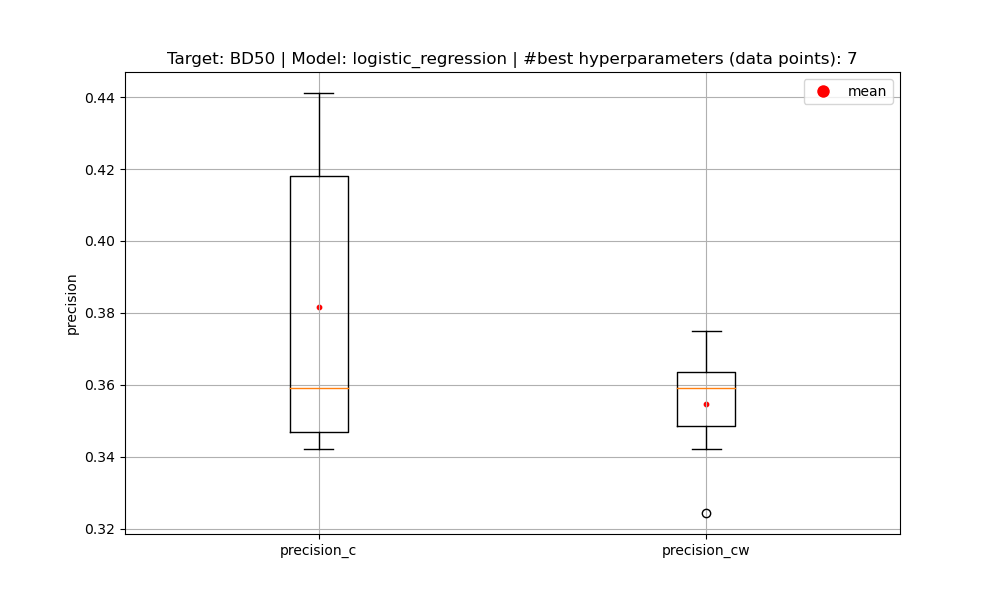 Target: BD50 | Model: logistic_regression | #best hyperparameters (data points): 7
mean
0.44
0.42
0.40
0.38
0.36
0.34
0.32
precision
precision_c
precision_cw